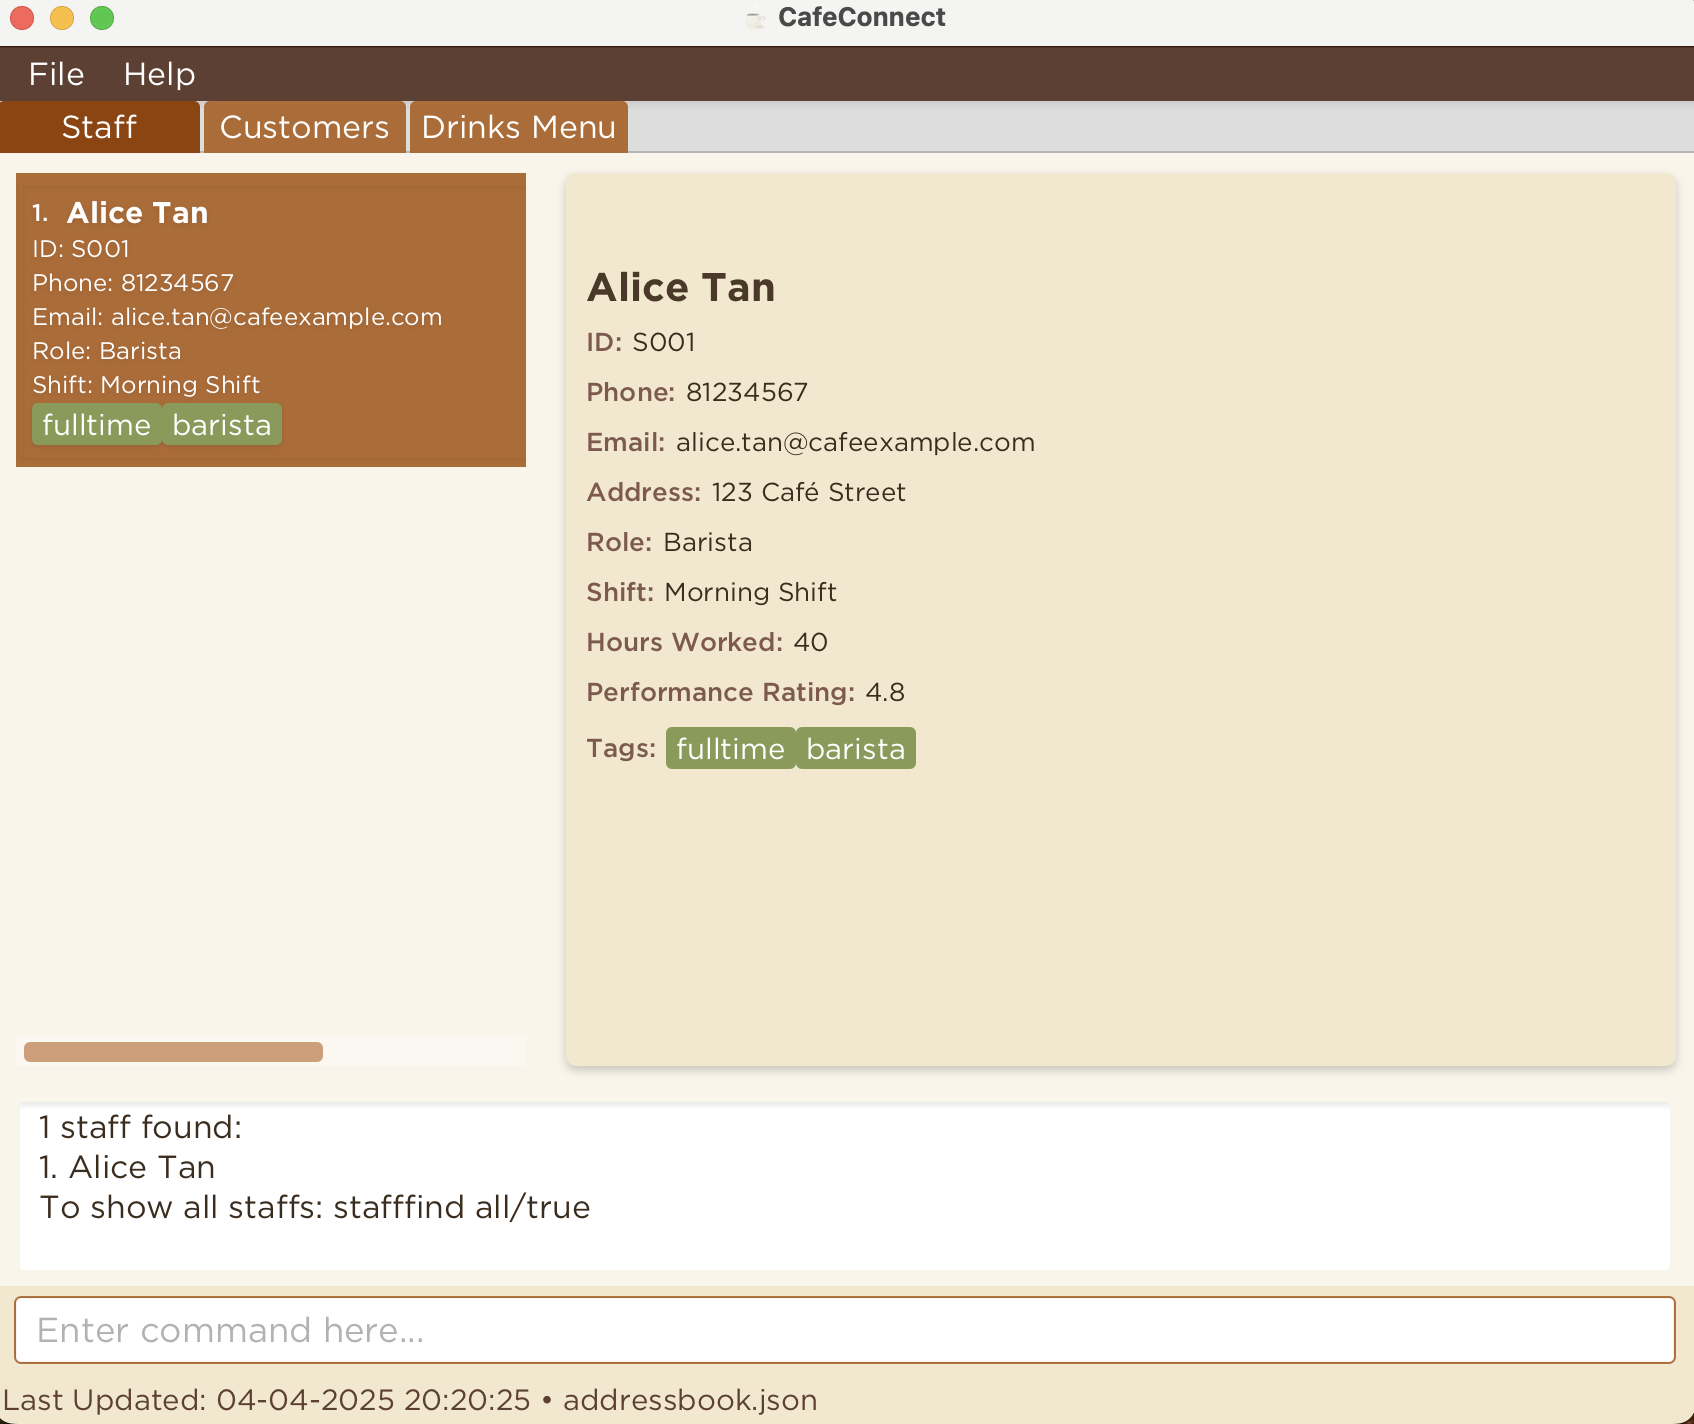 CafeConnect
File Help
Staff Customers Drinks Menu
1. Alice Tan
ID: S001
Phone: 81234567
Email: alice.tan@cafeexample.com
Role: Barista
Shift: Morning Shift
fulltime barista
Alice Tan
ID: S001
Phone: 81234567
Email: alice.tan@cafeexample.com
Address: 123 Café Street
Role: Barista
Shift: Morning Shift
Hours Worked: 40
Performance Rating: 4.8
Tags: fulltime barista
1 staff found:
1. Alice Tan
To show all staffs: stafffind all/true
Enter command here...
Last Updated: 04-04-2025 20:20:25 • addressbook.json